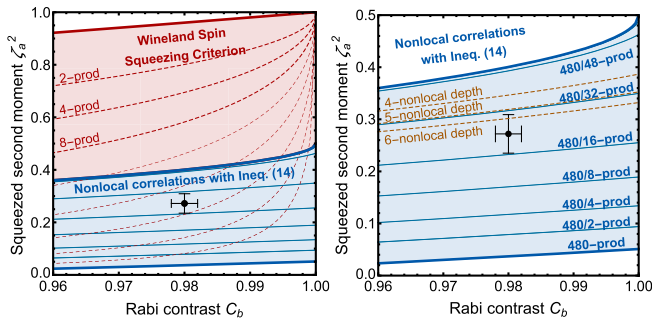 1.0
0.8
0.6
0.4
0.2
0.0
Squeezed second moment ζₐ²
Wineland Spin
Squeezing Criterion
2-prod
4-prod
8-prod
Nonlocal correlations with Ineq. (14)
0.96 0.97 0.98 0.99 1.00
Rabi contrast C_b
0.5
0.4
0.3
0.2
0.1
0.0
Squeezed second moment ζₐ²
Nonlocal correlations
with Ineq. (14)
480/48-prod
4-nonlocal depth
480/32-prod
5-nonlocal depth
6-nonlocal depth
480/16-prod
480/8-prod
480/4-prod
480/2-prod
480-prod
0.96 0.97 0.98 0.99 1.00
Rabi contrast C_b